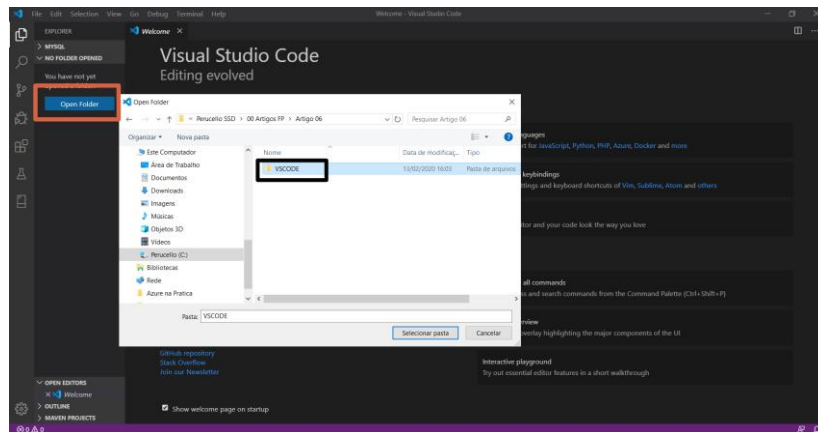 File Edit Selection View Go Debug Terminal Help
Welcome - Visual Studio Code
EXPLORER
MYSQL
NO FOLDER OPENED
You have not yet
Open Folder
OPEN EDITORS
Welcome
OUTLINE
MAVEN PROJECTS
0 0
Welcome
Visual Studio Code
Editing evolved
Open Folder
Perucello SSD > 00 Artigos FP > Artigo 06
Pesquisar Artigo 06
Organizar
Nova pasta
Este Computador
Área de Trabalho
Documentos
Downloads
Imagens
Músicas
Objetos 3D
Vídeos
Perucello (C:)
Bibliotecas
Rede
Azure na Pratica
Nome
Data de modificaç...
Tipo
VSCODE
13/02/2020 16:03
Pasta de arquivos
Pasta: VSCODE
Selecionar pasta
Cancelar
GitHub repository
Stack Overflow
Join our Newsletter
Show welcome page on startup
for JavaScript, Python, PHP, Azure, Docker and more
keybindings
settings and keyboard shortcuts of Vim, Sublime, Atom and others
editor and your code look the way you love
all commands
and search commands from the Command Palette (Ctrl+Shift+P)
overlay highlighting the major components of the UI
Interactive playground
Try out essential editor features in a short walkthrough